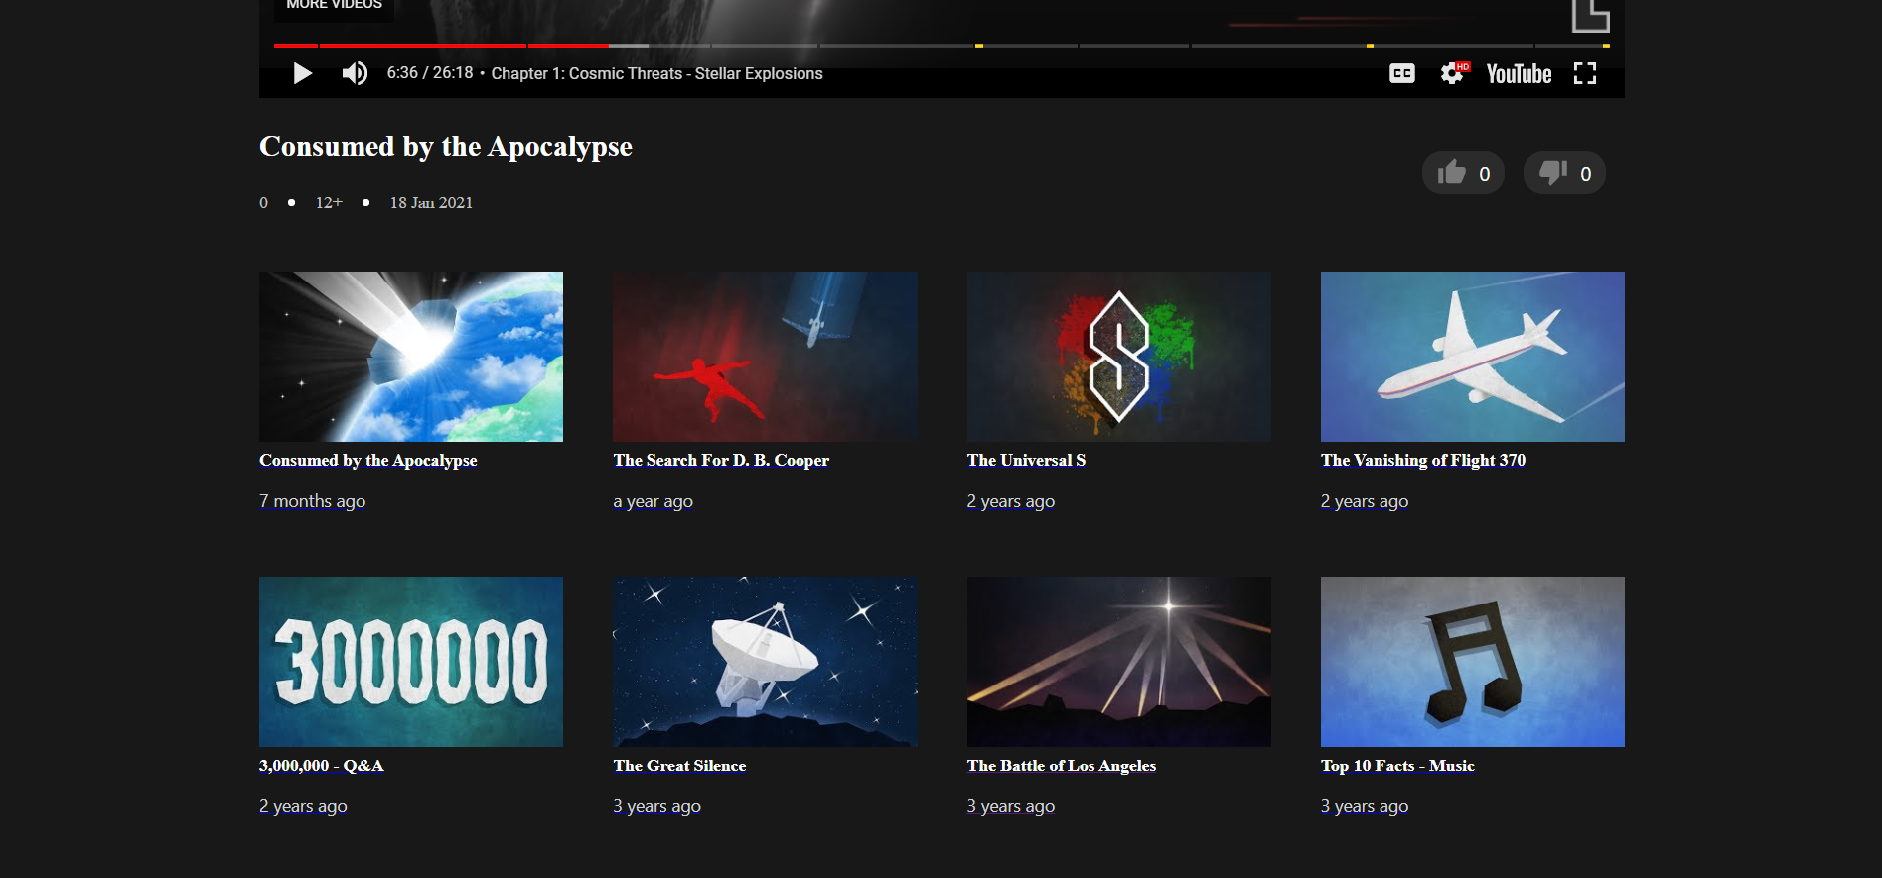 MORE VIDEOS
6:36 / 26:18 • Chapter 1: Cosmic Threats - Stellar Explosions
CC
HD
YouTube
Consumed by the Apocalypse
0
0
0 • 12+ • 18 Jan 2021
Consumed by the Apocalypse
7 months ago
The Search For D. B. Cooper
a year ago
The Universal S
2 years ago
The Vanishing of Flight 370
2 years ago
3000000
3,000,000 - Q&A
2 years ago
The Great Silence
3 years ago
The Battle of Los Angeles
3 years ago
Top 10 Facts - Music
3 years ago